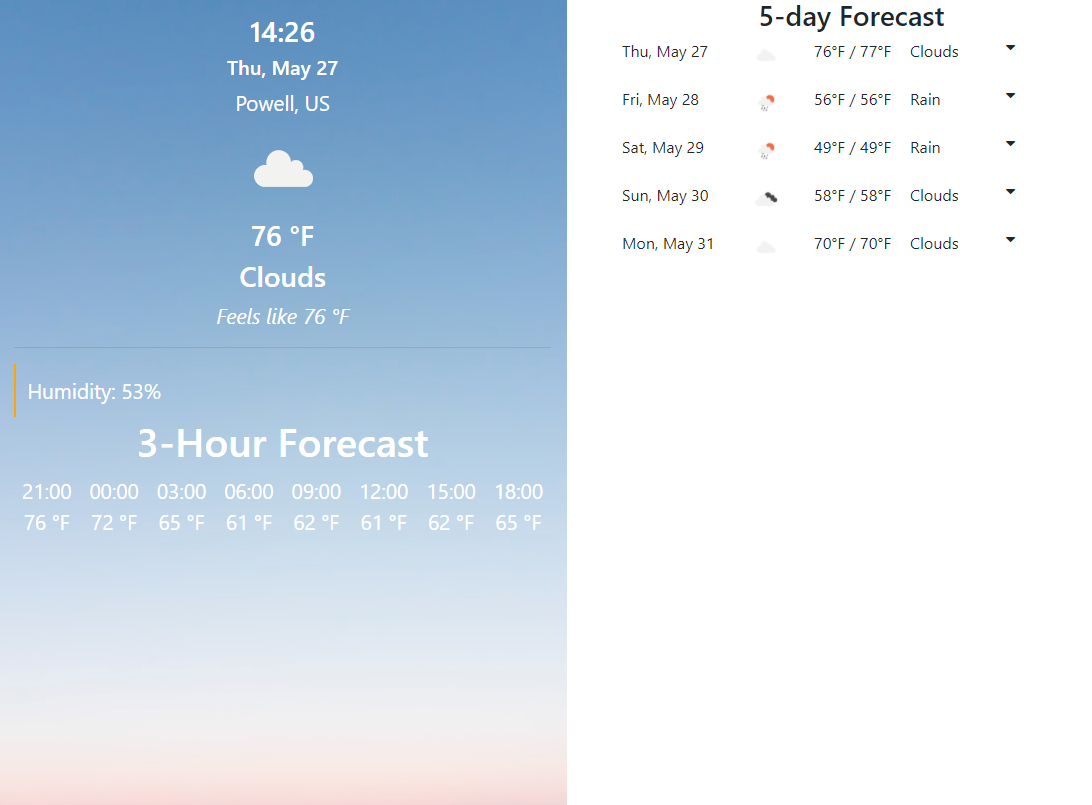 14:26
Thu, May 27
Powell, US
76 °F
Clouds
Feels like 76 °F
Humidity: 53%
3-Hour Forecast
21:00 00:00 03:00 06:00 09:00 12:00 15:00 18:00
76 °F 72 °F 65 °F 61 °F 62 °F 61 °F 62 °F 65 °F
5-day Forecast
Thu, May 27 76°F / 77°F Clouds
Fri, May 28 56°F / 56°F Rain
Sat, May 29 49°F / 49°F Rain
Sun, May 30 58°F / 58°F Clouds
Mon, May 31 70°F / 70°F Clouds